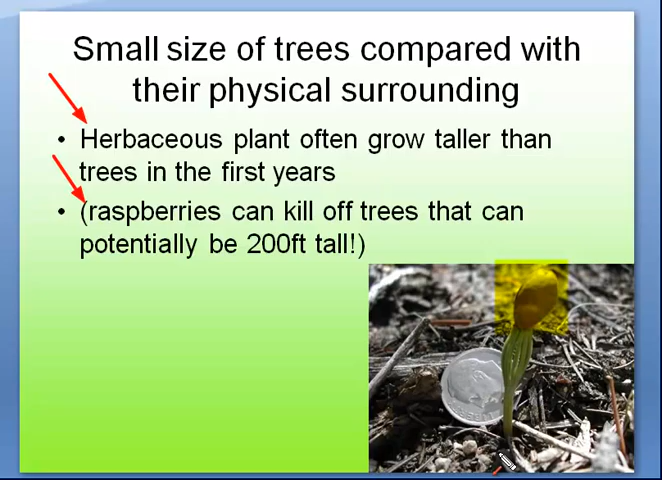 Small size of trees compared with
their physical surrounding
• Herbaceous plant often grow taller than
trees in the first years
• (raspberries can kill off trees that can
potentially be 200ft tall!)